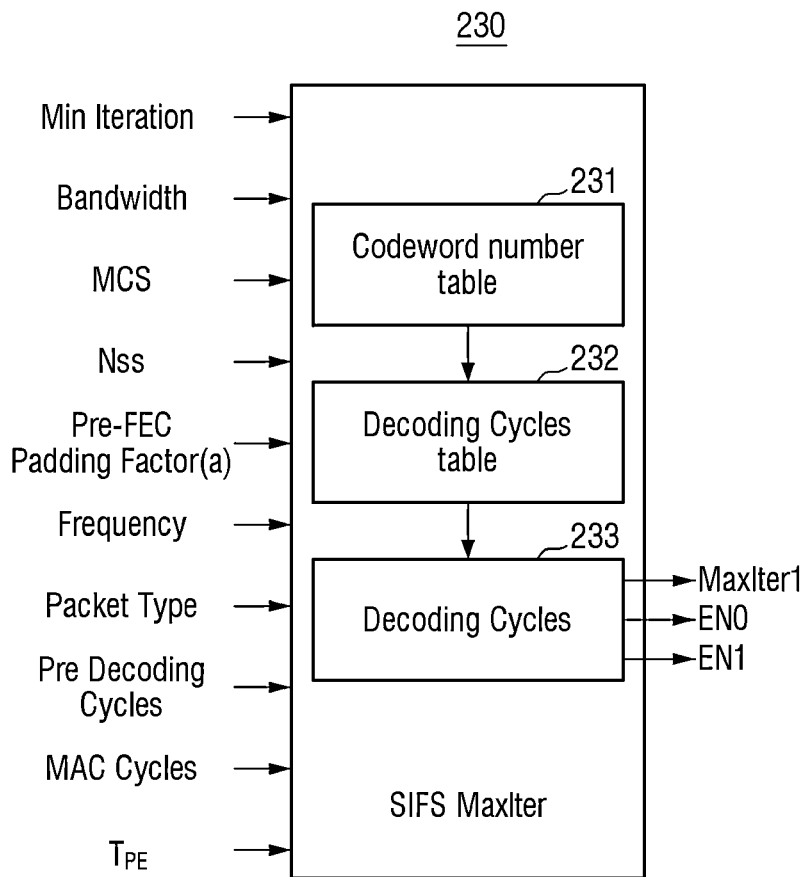 230
Min Iteration
Bandwidth
MCS
Nss
Pre-FEC
Padding Factor(a)
Frequency
Packet Type
Pre Decoding
Cycles
MAC Cycles
TPE
231
Codeword number
table
232
Decoding Cycles
table
233
Decoding Cycles
SIFS MaxIter
MaxIter1
EN0
EN1